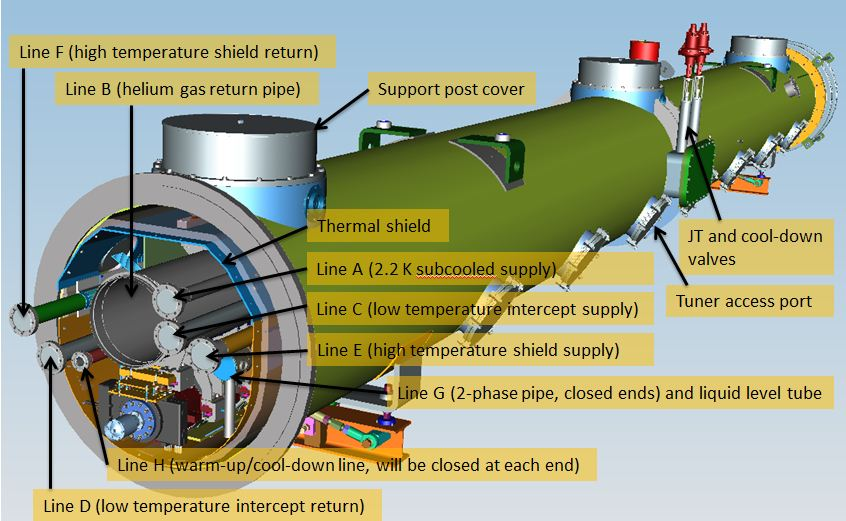 Line F (high temperature shield return)
Line B (helium gas return pipe)
Support post cover
Thermal shield
Line A (2.2 K subcooled supply)
JT and cool-down
valves
Line C (low temperature intercept supply)
Tuner access port
Line E (high temperature shield supply)
Line G (2-phase pipe, closed ends) and liquid level tube
Line H (warm-up/cool-down line, will be closed at each end)
Line D (low temperature intercept return)